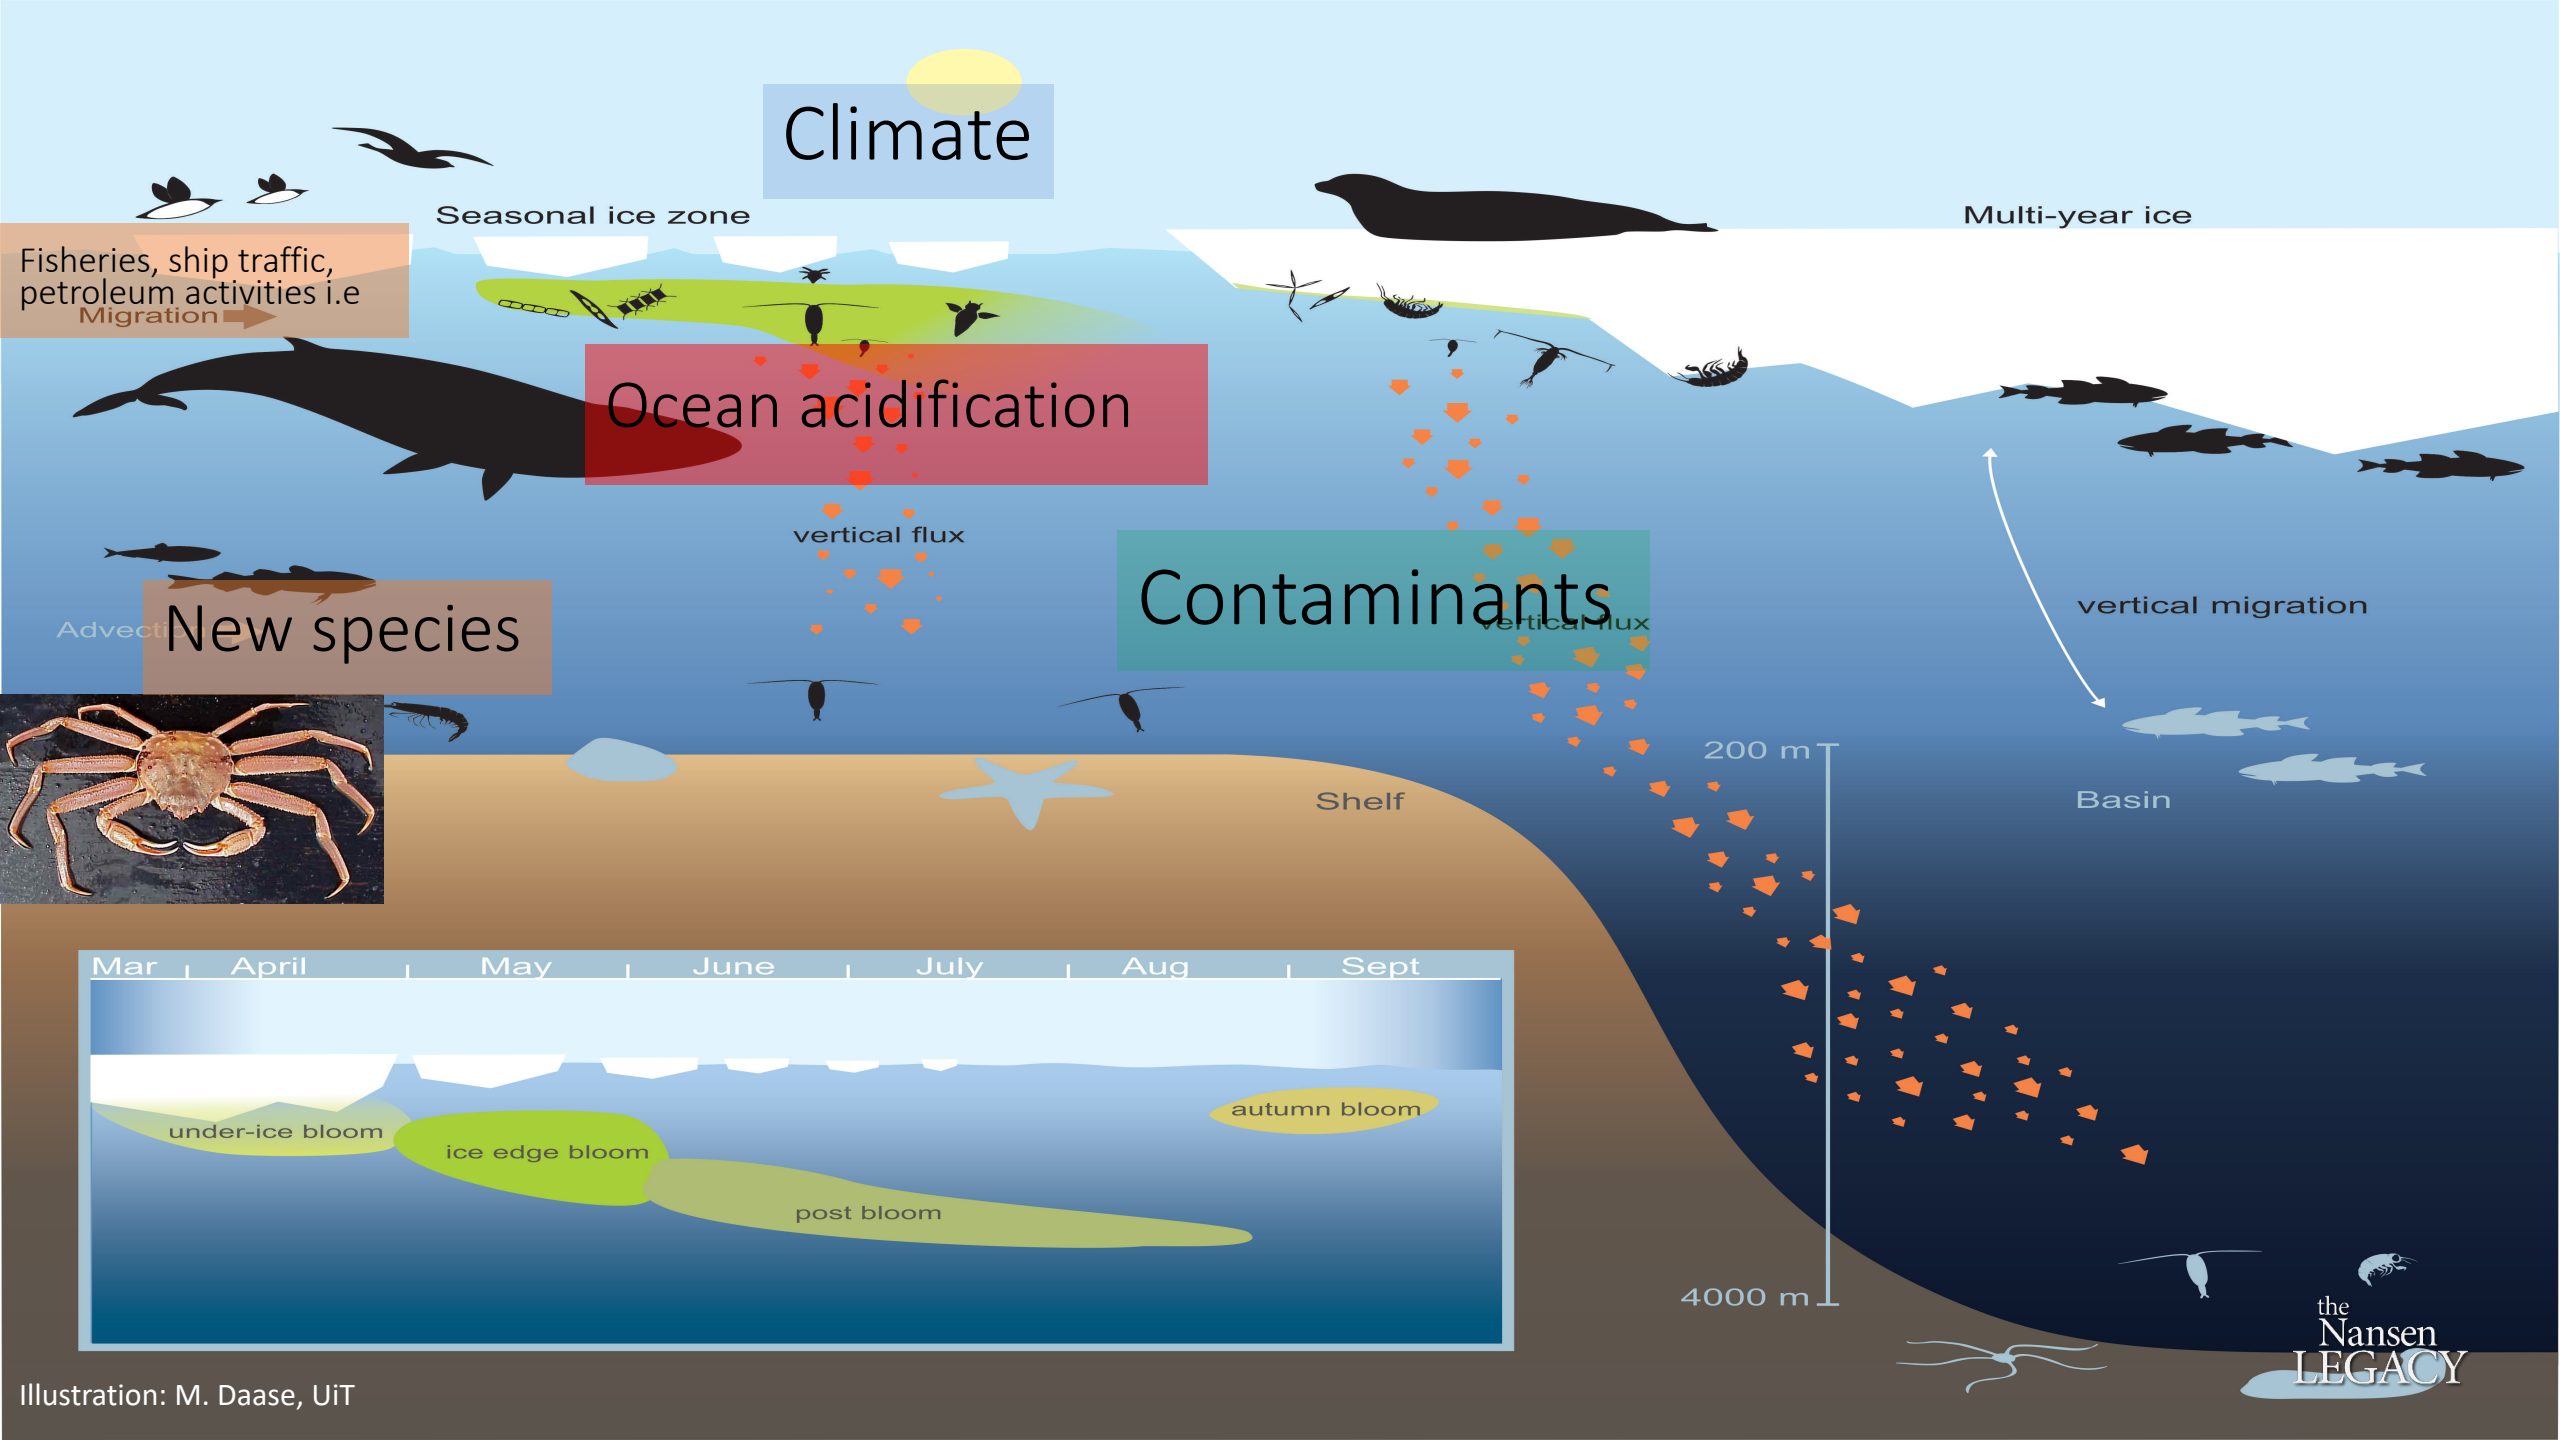 Climate
Seasonal ice zone
Multi-year ice
Fisheries, ship traffic,
petroleum activities i.e
Migration
Ocean acidification
vertical flux
Contaminants
vertical flux
vertical migration
New species
Advection
200 m
Shelf
Basin
Mar April May June July Aug Sept
under-ice bloom
ice edge bloom
post bloom
autumn bloom
4000 m
the
Nansen
LEGACY
Illustration: M. Daase, UiT